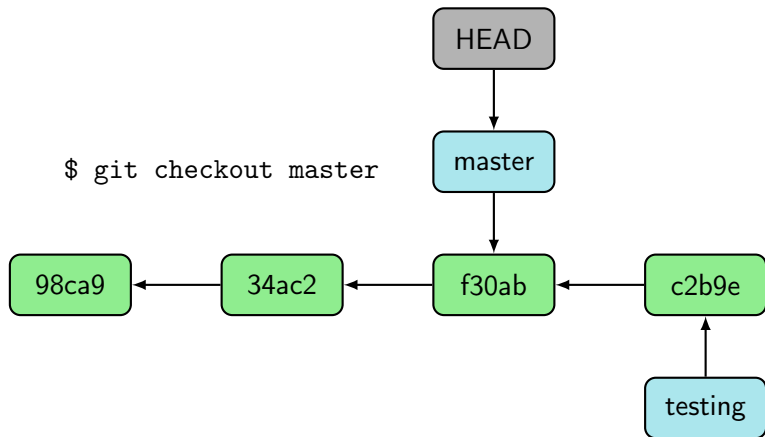 HEAD
master
$ git checkout master
98ca9
34ac2
f30ab
c2b9e
testing